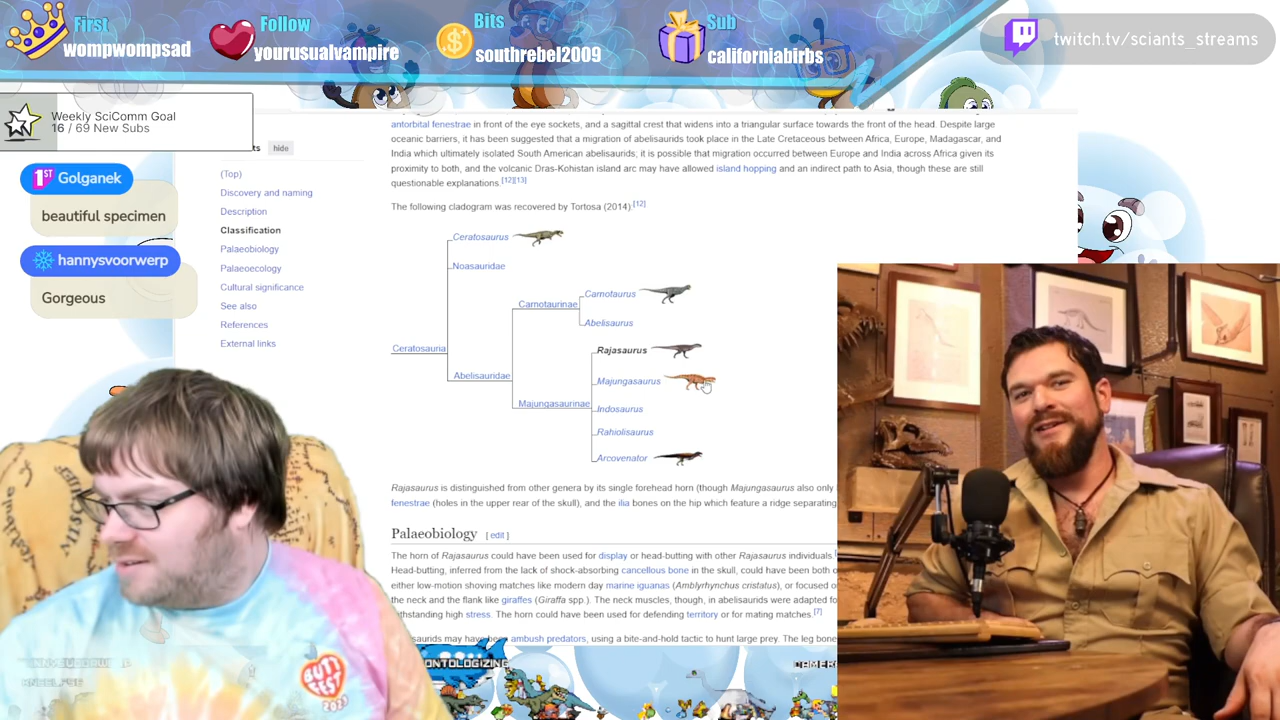 First
wompwompsad
Follow
yourusualvampire
Bits
southrebel2009
Sub
californiabirbs
twitch.tv/sciants_streams
Weekly SciComm Goal
16 / 69 New Subs
1ST Golganek
beautiful specimen
hannysvoorwerp
Gorgeous
ts hide
(Top)
Discovery and naming
Description
Classification
Palaeobiology
Palaeoecology
Cultural significance
See also
References
External links
antorbital fenestrae in front of the eye sockets, and a sagittal crest that widens into a triangular surface towards the front of the head. Despite large
oceanic barriers, it has been suggested that a migration of abelisaurids took place in the Late Cretaceous between Africa, Europe, Madagascar, and
India which ultimately isolated South American abelisaurids; it is possible that migration occurred between Europe and India across Africa given its
proximity to both, and the volcanic Dras-Kohistan island arc may have allowed island hopping and an indirect path to Asia, though these are still
questionable explanations.[12][13]
The following cladogram was recovered by Tortosa (2014):[12]
Ceratosaurus
Noasauridae
Carnotaurus
Carnotaurinae
Abelisaurus
Ceratosauria
Rajasaurus
Abelisauridae
Majungasaurus
Majungasaurinae
Indosaurus
Rahiolisaurus
Arcovenator
Rajasaurus is distinguished from other genera by its single forehead horn (though Majungasaurus also only
fenestrae (holes in the upper rear of the skull), and the ilia bones on the hip which feature a ridge separating
Palaeobiology [ edit ]
The horn of Rajasaurus could have been used for display or head-butting with other Rajasaurus individuals.
Head-butting, inferred from the lack of shock-absorbing cancellous bone in the skull, could have been both o
either low-motion shoving matches like modern day marine iguanas (Amblyrhynchus cristatus), or focused o
the neck and the flank like giraffes (Giraffa spp.). The neck muscles, though, in abelisaurids were adapted fo
ithstanding high stress. The horn could have been used for defending territory or for mating matches.[7]
saurids may have been ambush predators, using a bite-and-hold tactic to hunt large prey. The leg bone
ONTOLOGIZING
BUTT
FEST